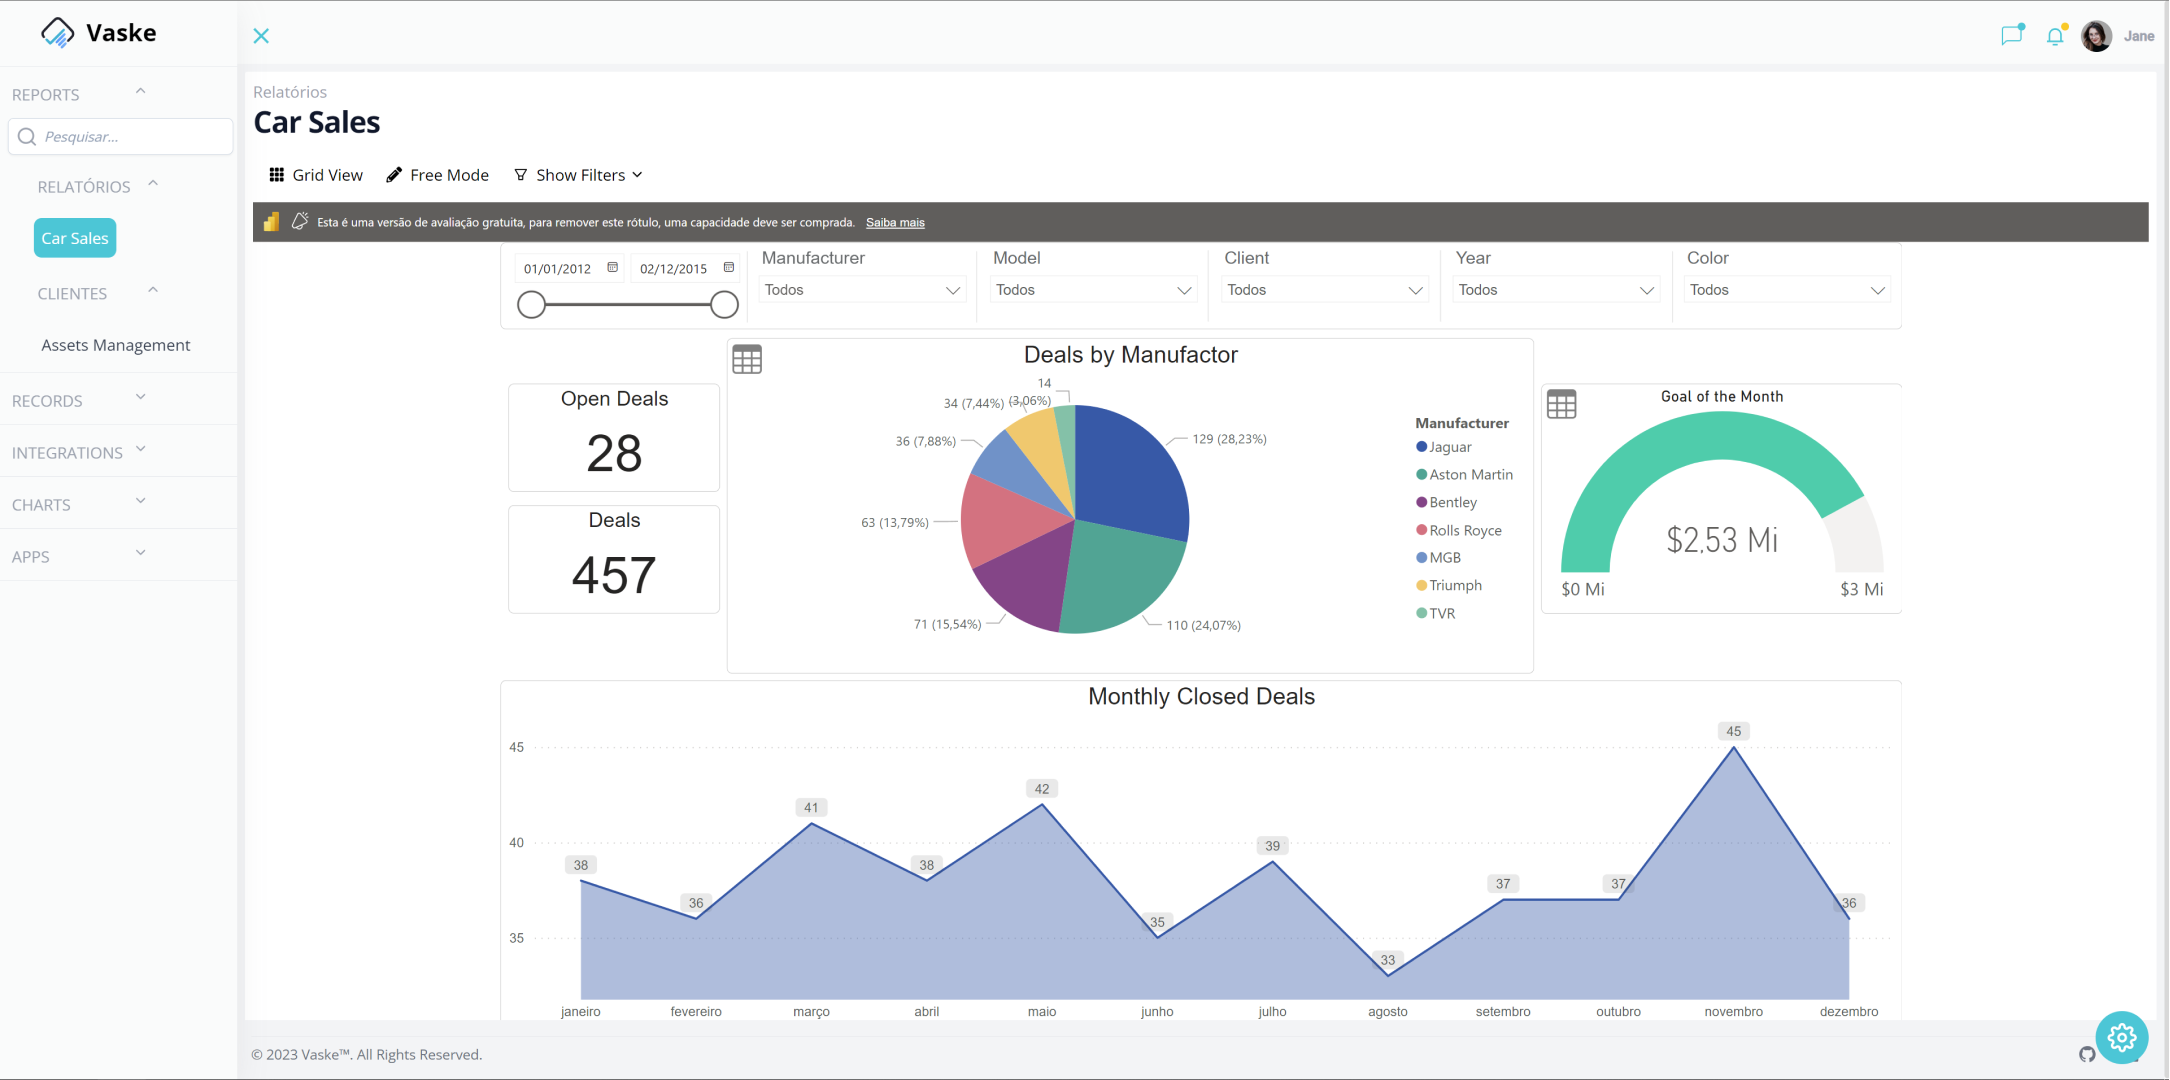 Vaske
Jane
REPORTS
Pesquisar...
RELATÓRIOS
Car Sales
CLIENTES
Assets Management
RECORDS
INTEGRATIONS
CHARTS
APPS
Relatórios
Car Sales
Grid View Free Mode Show Filters
Esta é uma versão de avaliação gratuita, para remover este rótulo, uma capacidade deve ser comprada. Saiba mais
01/01/2012 02/12/2015
Manufacturer
Todos
Model
Todos
Client
Todos
Year
Todos
Color
Todos
Open Deals
28
Deals
457
Deals by Manufactor
14
(3,06%)
34 (7,44%)
36 (7,88%)
129 (28,23%)
63 (13,79%)
71 (15,54%)
110 (24,07%)
Manufacturer
Jaguar
Aston Martin
Bentley
Rolls Royce
MGB
Triumph
TVR
Goal of the Month
$2,53 Mi
$0 Mi $3 Mi
Monthly Closed Deals
45
40
35
38
36
41
38
42
35
39
33
37
37
45
36
janeiro fevereiro março abril maio junho julho agosto setembro outubro novembro dezembro
© 2023 Vaske™. All Rights Reserved.